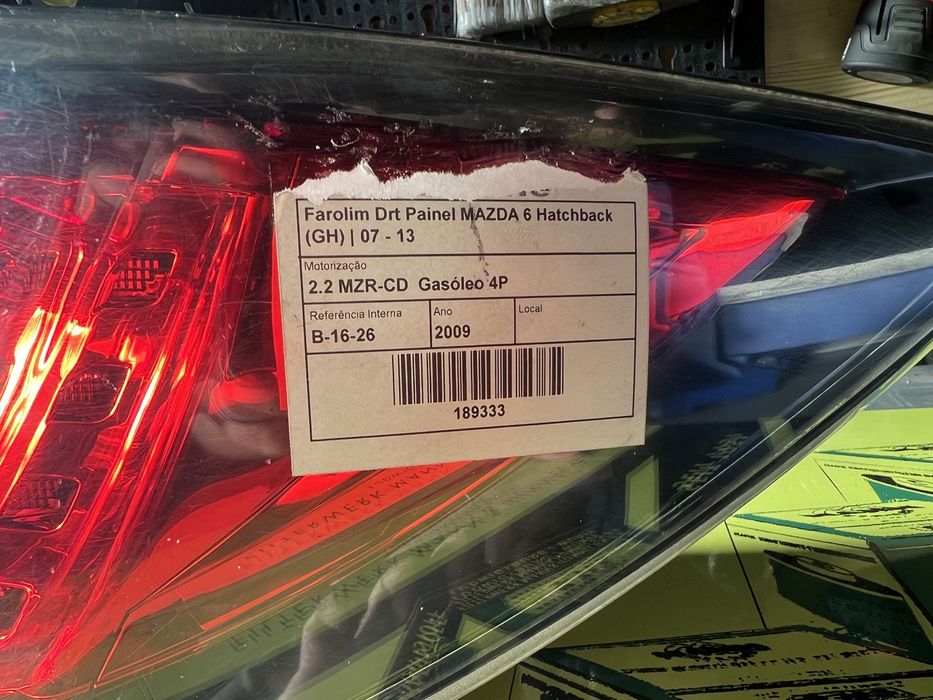 Farolim Drt Painel MAZDA 6 Hatchback
(GH) | 07 - 13
Motorização
2.2 MZR-CD Gasóleo 4P
Referência Interna
B-16-26
Ano
2009
Local
189333